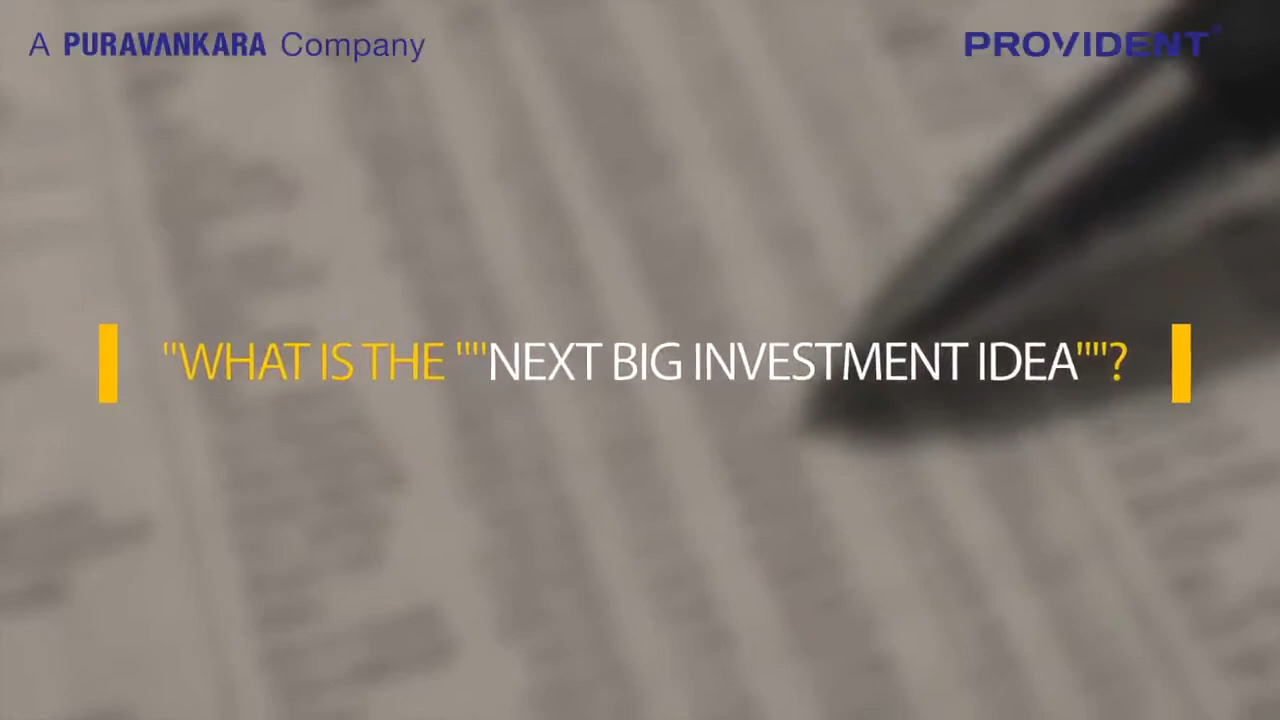 A PURAVANKARA Company
PROVIDENT
"WHAT IS THE ""NEXT BIG INVESTMENT IDEA""?